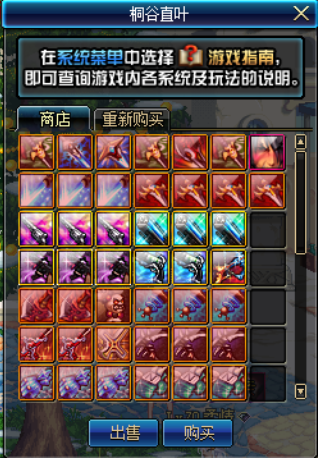 桐谷直叶
在系统菜单中选择 游戏指南,
即可查询游戏内各系统及玩法的说明。
商店 重新购买
出售 购买